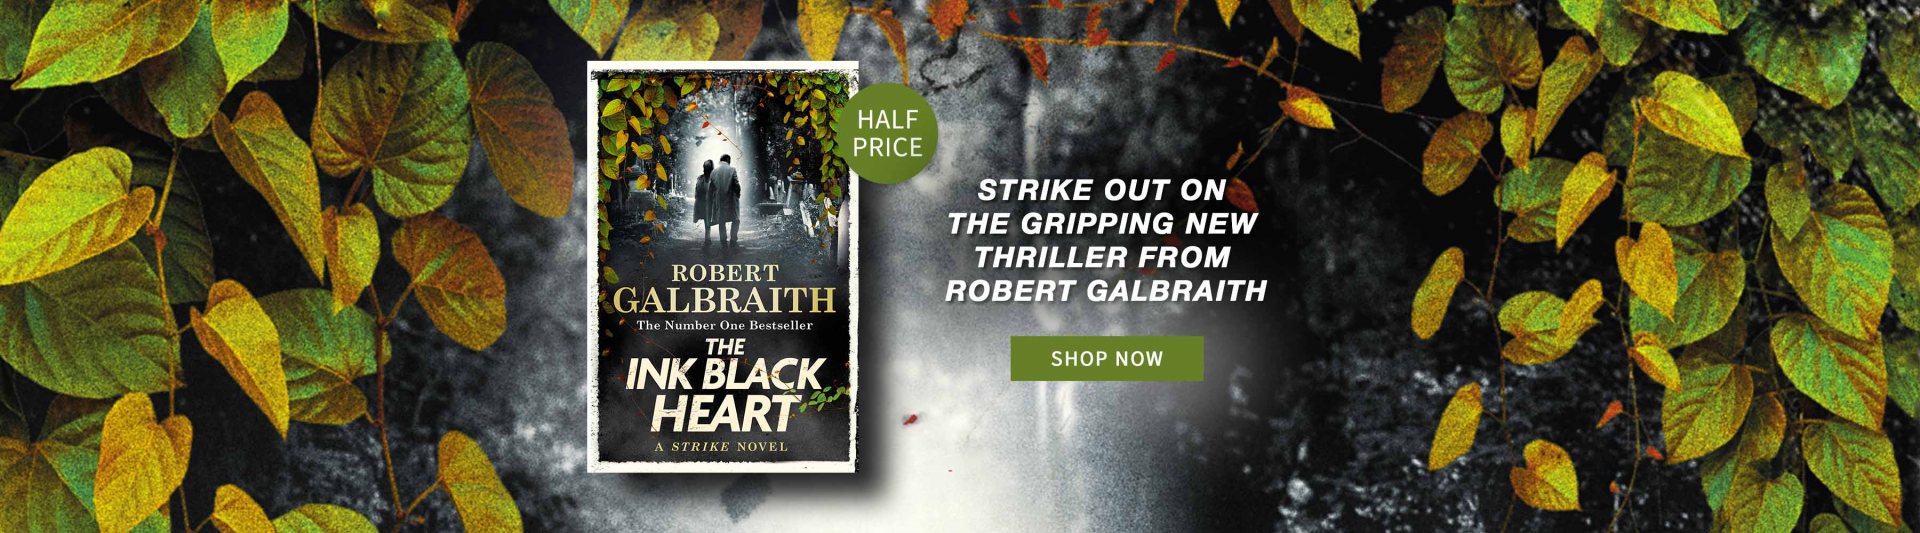 ROBERT
GALBRAITH
The Number One Bestseller
THE
INK BLACK
HEART
A STRIKE NOVEL
HALF
PRICE
STRIKE OUT ON
THE GRIPPING NEW
THRILLER FROM
ROBERT GALBRAITH
SHOP NOW